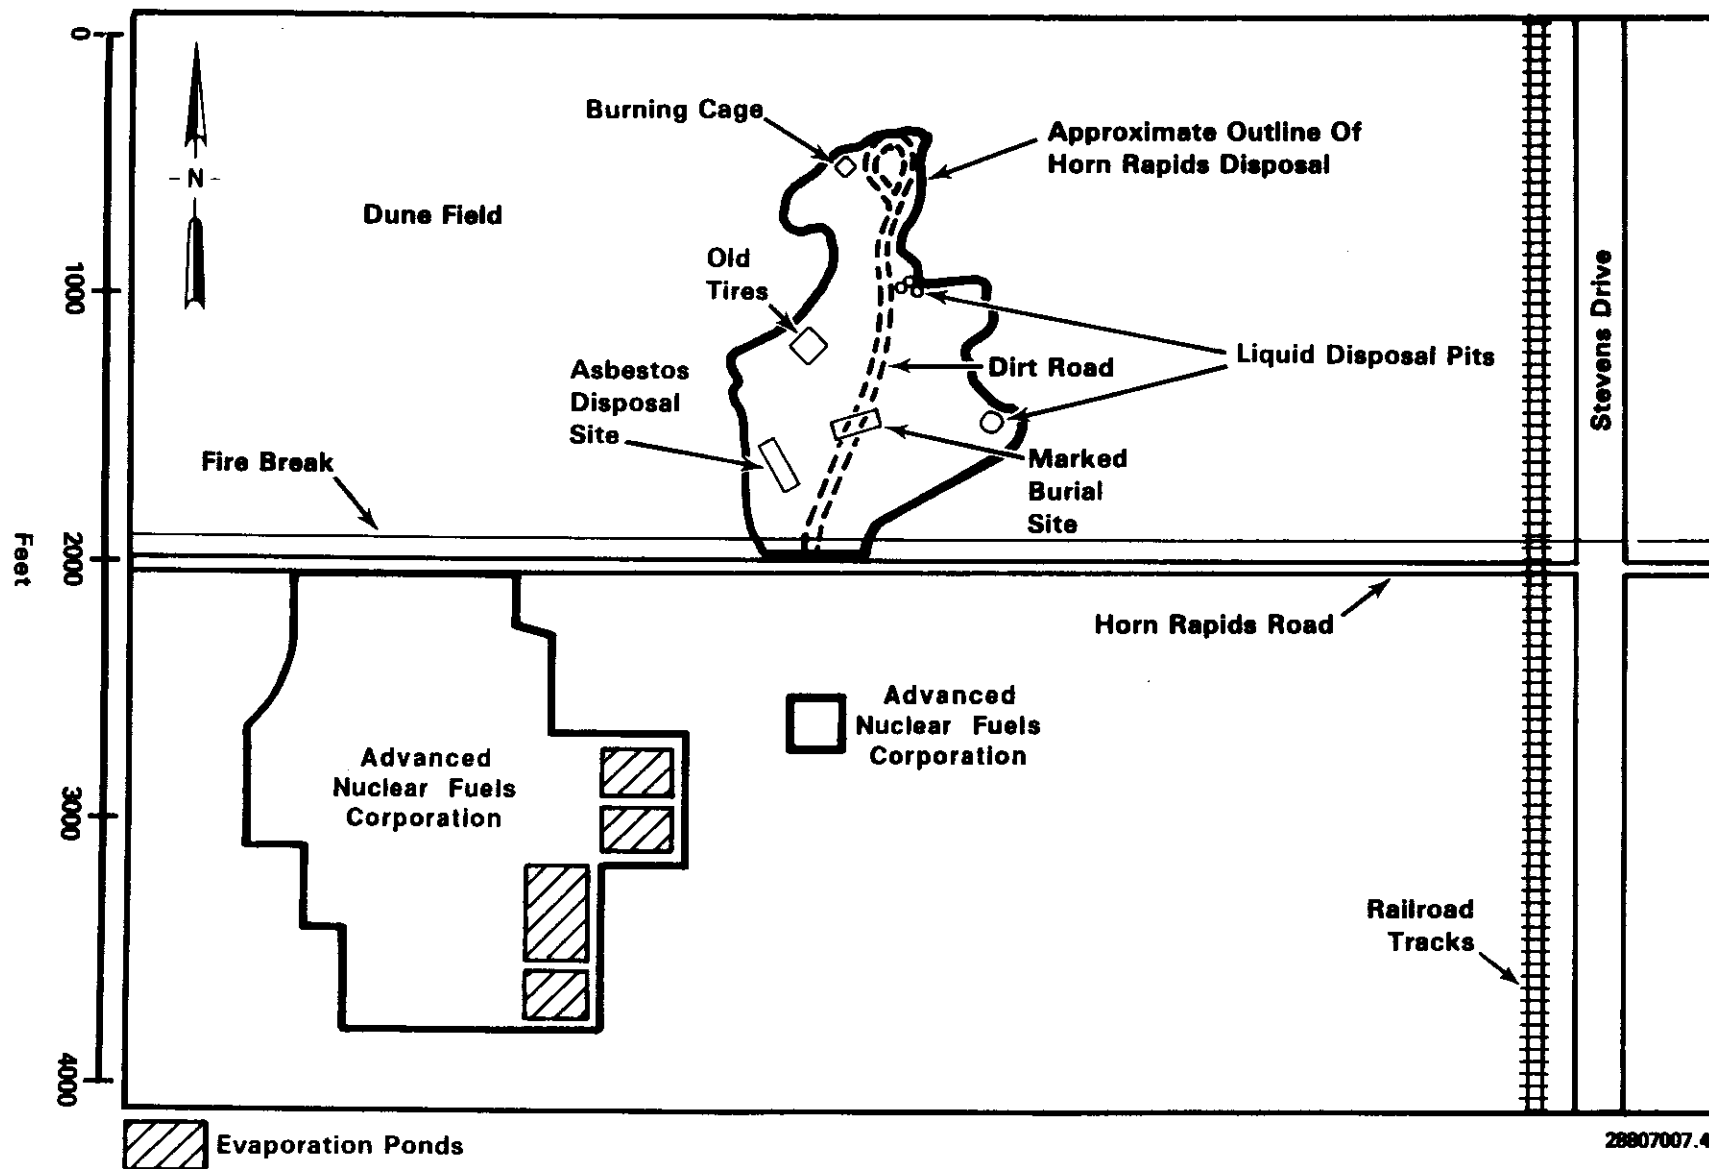 0
Burning Cage
Approximate Outline Of
Horn Rapids Disposal
N
Dune Field
Old
Tires
1000
Stevens Drive
Liquid Disposal Pits
Dirt Road
Asbestos
Disposal
Site
Marked
Burial
Site
Fire Break
Feet
2000
Horn Rapids Road
Advanced
Nuclear Fuels
Corporation
Advanced
Nuclear Fuels
Corporation
3000
Railroad
Tracks
4000
Evaporation Ponds
28807007.4